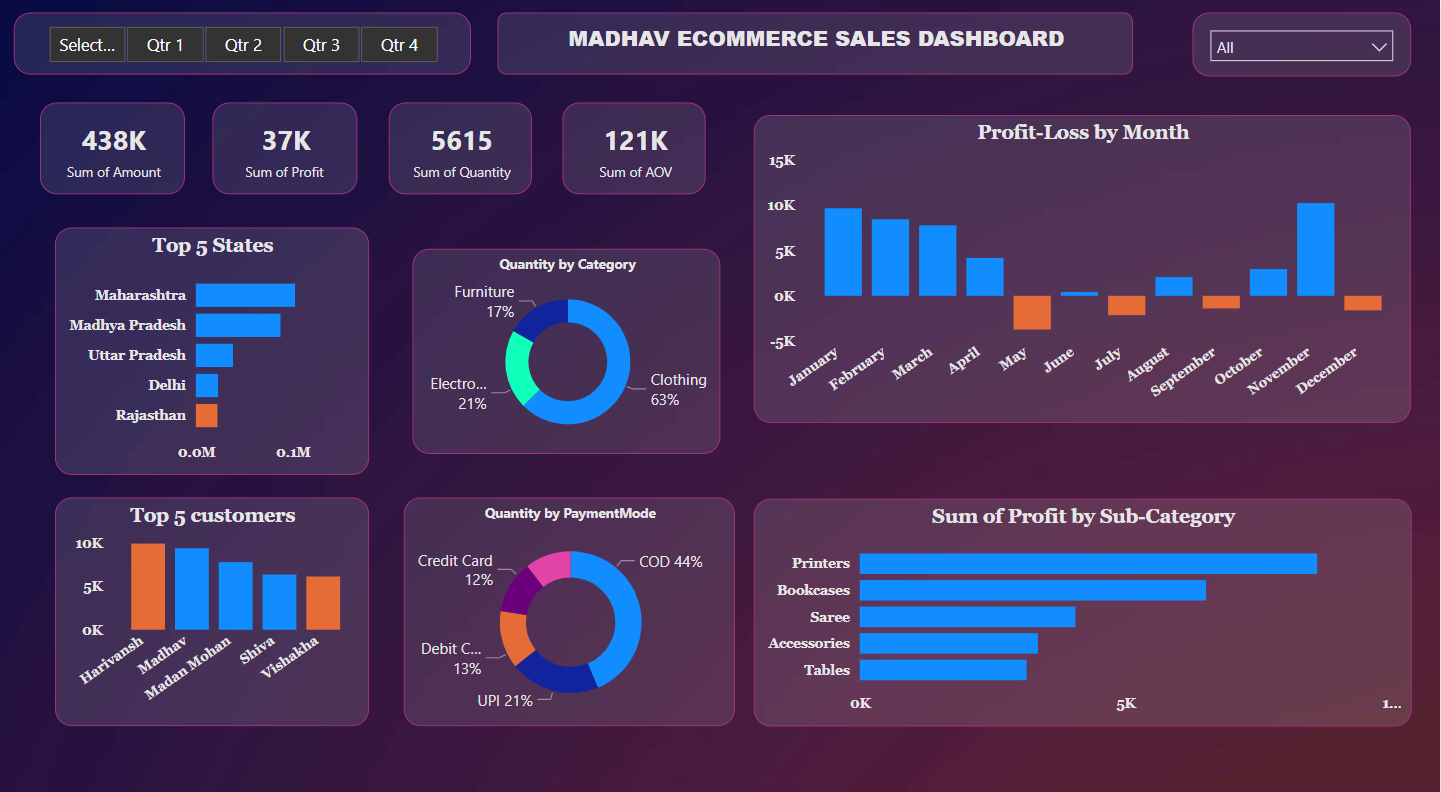 Select...
Qtr 1
Qtr 2
Qtr 3
Qtr 4
MADHAV ECOMMERCE SALES DASHBOARD
All
438K
Sum of Amount
37K
Sum of Profit
5615
Sum of Quantity
121K
Sum of AOV
Profit-Loss by Month
15K
10K
5K
0K
-5K
January
February
March
April
May
June
July
August
September
October
November
December
Top 5 States
Maharashtra
Madhya Pradesh
Uttar Pradesh
Delhi
Rajasthan
0.0M
0.1M
Quantity by Category
Furniture
17%
Electro...
21%
Clothing
63%
Top 5 customers
10K
5K
0K
Harivansh
Madhav
Madan Mohan
Shiva
Vishakha
Quantity by PaymentMode
Credit Card
12%
COD 44%
Debit C...
13%
UPI 21%
Sum of Profit by Sub-Category
Printers
Bookcases
Saree
Accessories
Tables
0K
5K
1...